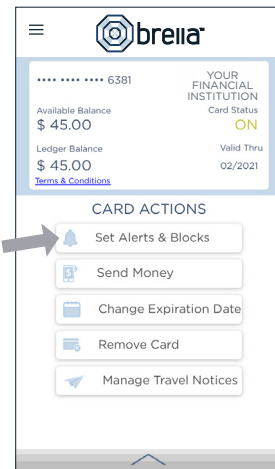 brella
•••• •••• •••• 6381
YOUR
FINANCIAL
INSTITUTION
Available Balance
Card Status
$ 45.00
ON
Ledger Balance
Valid Thru
$ 45.00
02/2021
Terms & Conditions
CARD ACTIONS
Set Alerts & Blocks
Send Money
Change Expiration Date
Remove Card
Manage Travel Notices